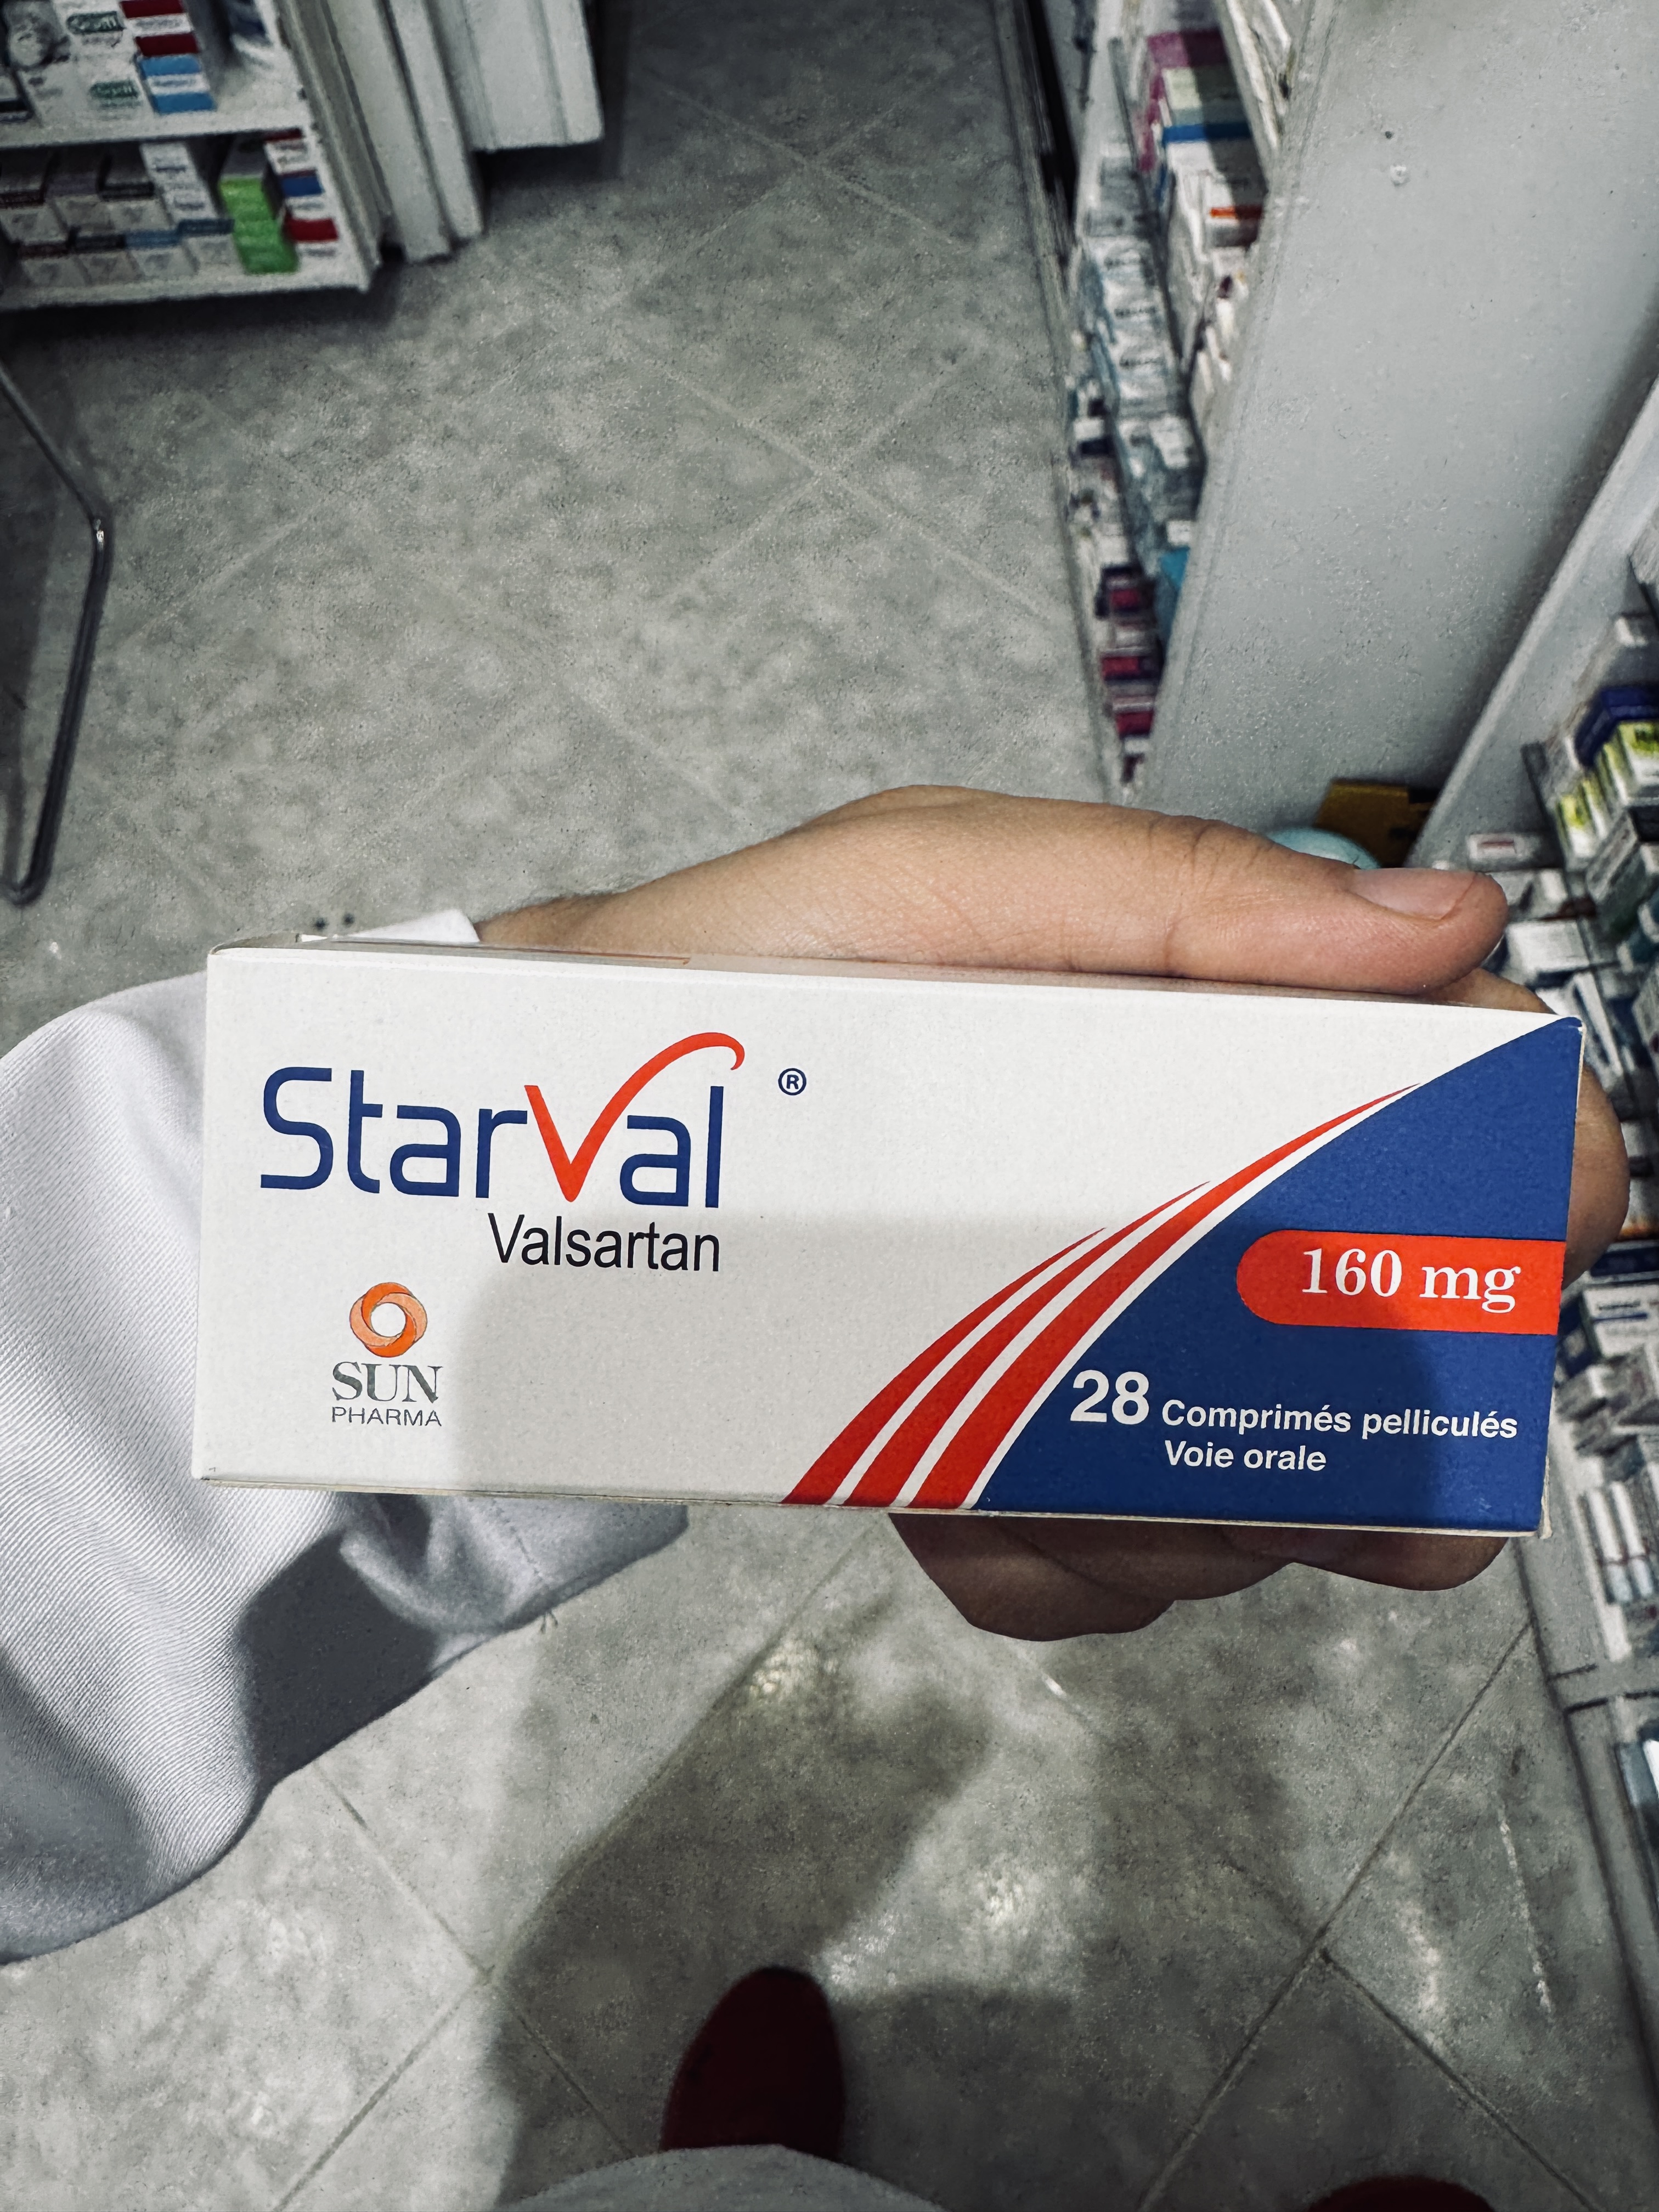 Starval ®
Valsartan
SUN
PHARMA
160 mg
28 Comprimés pelliculés
Voie orale